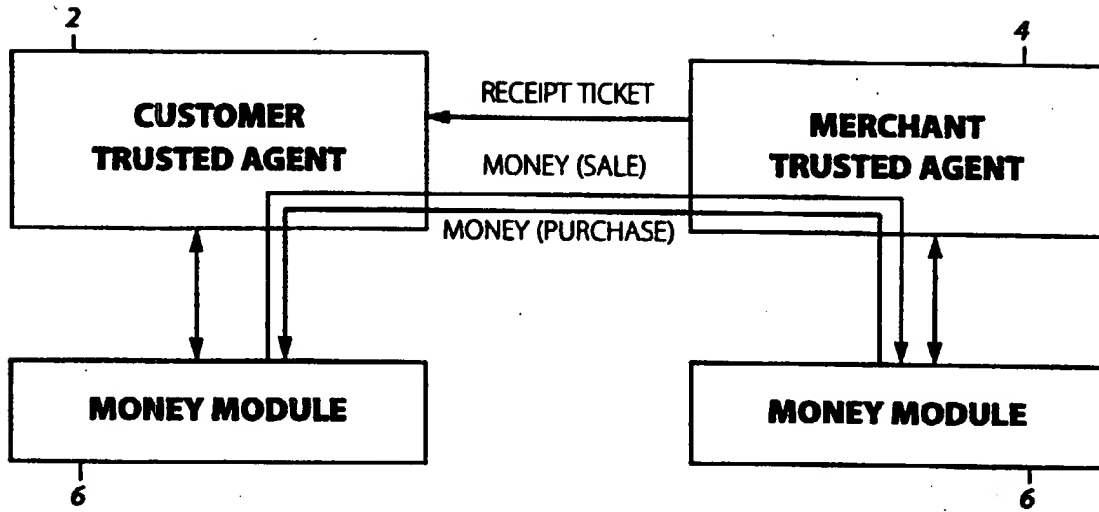 2
4
CUSTOMER
TRUSTED AGENT
RECEIPT TICKET
MERCHANT
TRUSTED AGENT
MONEY (SALE)
MONEY (PURCHASE)
MONEY MODULE
MONEY MODULE
6
6